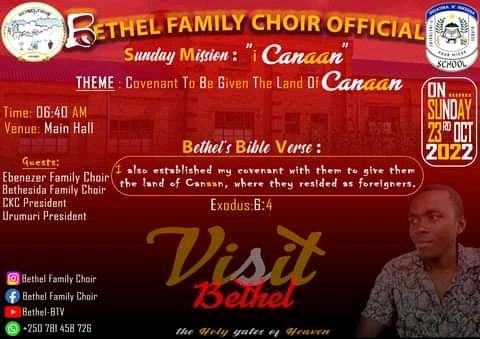 BETHEL FAMILY CHOIR OFFICIAL
Sunday Mission : "i Canaan"
THEME : Covenant To Be Given The Land Of Canaan
SCHOOL
Time: 06:40 AM
Venue: Main Hall
ON
SUNDAY
23RD OCT
2022
Bethel's Bible Verse :
I also established my covenant with them to give them
the land of Canaan, where they resided as foreigners.
Exodus:6:4
Guests:
Ebenezer Family Choir
Bethesida Family Choir
CKC President
Urumuri President
Visit
Bethel
the Holy gates of Heaven
Bethel Family Choir
Bethel Family Choir
Bethel-BTV
+250 781 458 726